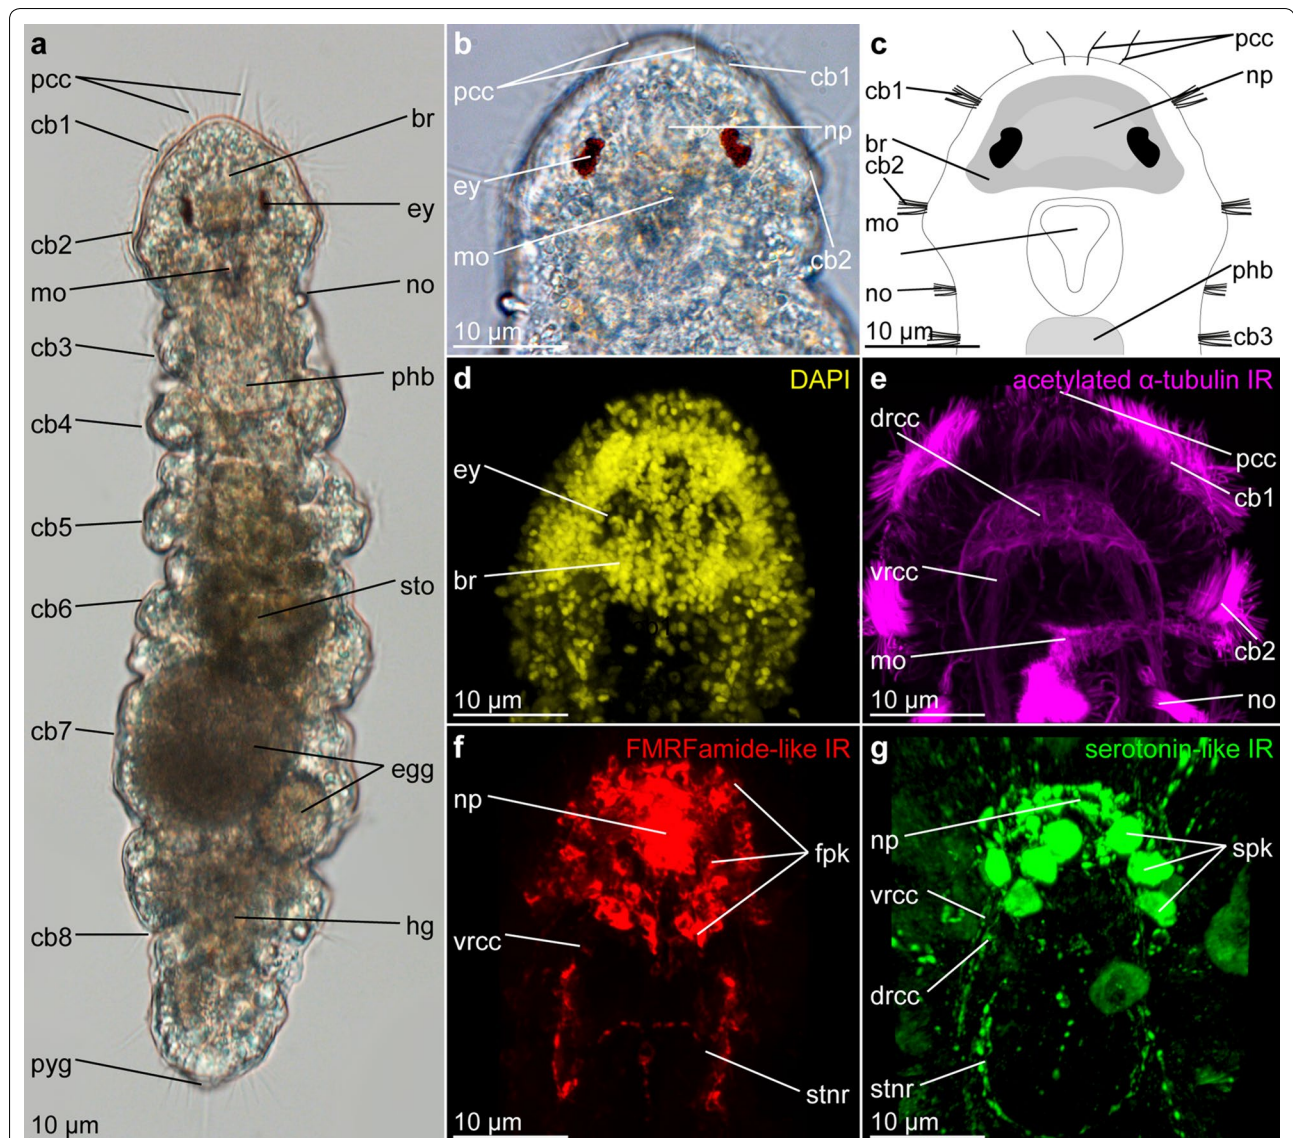 a
pcc
cb1
br
ey
cb2
mo
no
cb3
phb
cb4
cb5
cb6
sto
cb7
egg
cb8
hg
pyg
10 µm
b
pcc
cb1
np
ey
mo
cb2
10 µm
c
pcc
np
cb1
br
cb2
mo
phb
no
10 µm
cb3
d
DAPI
ey
br
10 µm
e
acetylated α-tubulin IR
drcc
pcc
cb1
vrcc
mo
cb2
no
10 µm
f
FMRFamide-like IR
np
fpk
vrcc
stnr
10 µm
g
serotonin-like IR
np
spk
vrcc
drcc
stnr
10 µm